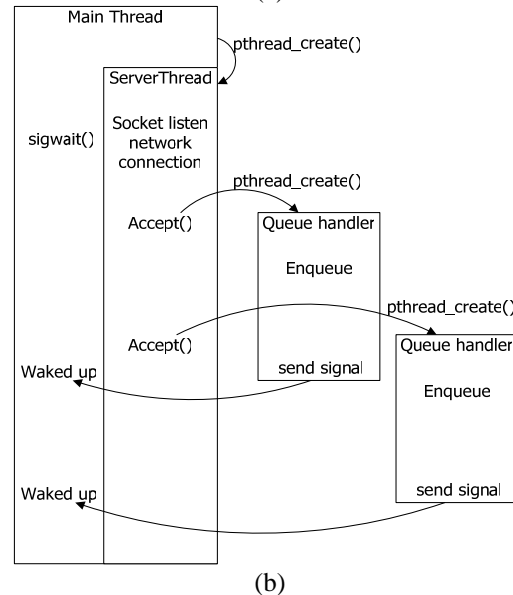 Main Thread
pthread_create()
ServerThread
Socket listen
network
connection
sigwait()
pthread_create()
Accept()
Queue handler
Enqueue
pthread_create()
Accept()
Queue handler
send signal
Waked up
Enqueue
Waked up
send signal
(b)